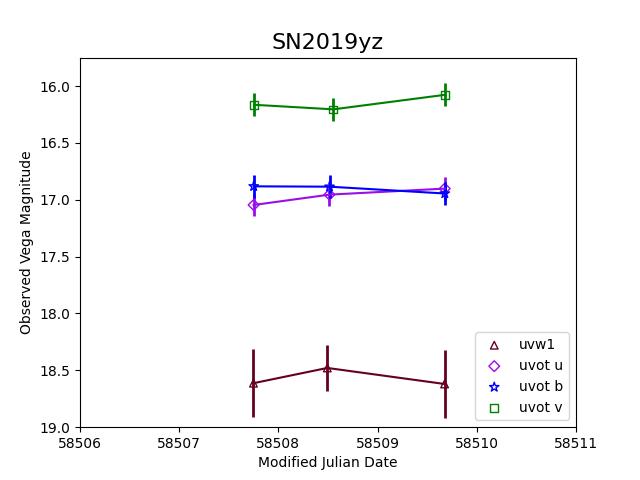 SN2019yz
Observed Vega Magnitude
16.0
16.5
17.0
17.5
18.0
18.5
19.0
uvw1
uvot u
uvot b
uvot v
58506 58507 58508 58509 58510 58511
Modified Julian Date